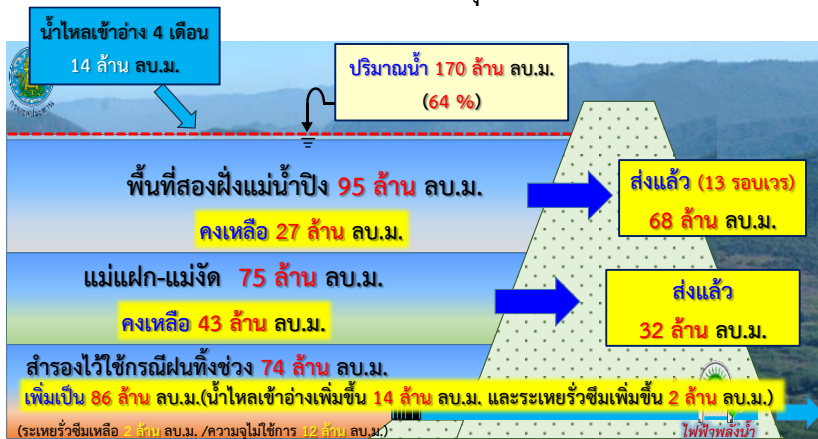 น้ำไหลเข้าอ่าง 4 เดือน
14 ล้าน ลบ.ม.
ปริมาณน้ำ 170 ล้าน ลบ.ม.
(64 %)
พื้นที่สองฝั่งแม่น้ำปิง 95 ล้าน ลบ.ม.
คงเหลือ 27 ล้าน ลบ.ม.
ส่งแล้ว (13 รอบเวร)
68 ล้าน ลบ.ม.
แม่แฝก-แม่งัด 75 ล้าน ลบ.ม.
คงเหลือ 43 ล้าน ลบ.ม.
ส่งแล้ว
32 ล้าน ลบ.ม.
สำรองไว้ใช้กรณีฝนทิ้งช่วง 74 ล้าน ลบ.ม.
เพิ่มเป็น 86 ล้าน ลบ.ม.(น้ำไหลเข้าอ่างเพิ่มขึ้น 14 ล้าน ลบ.ม. และระเหยรั่วซึมเพิ่มขึ้น 2 ล้าน ลบ.ม.)
(ระเหยรั่วซึมเหลือ 2 ล้าน ลบ.ม. /ความจุไม่ใช้การ 12 ล้าน ลบ.ม.)
ไฟฟ้าพลังน้ำ